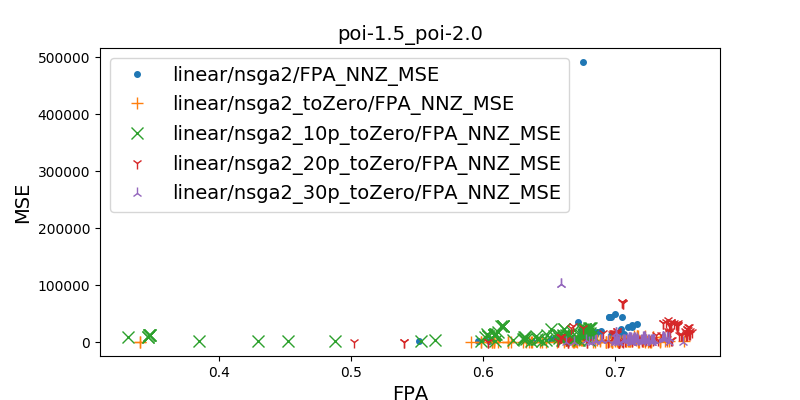 poi-1.5_poi-2.0
500000
400000
300000
200000
100000
0
MSE
linear/nsga2/FPA_NNZ_MSE
linear/nsga2_toZero/FPA_NNZ_MSE
linear/nsga2_10p_toZero/FPA_NNZ_MSE
linear/nsga2_20p_toZero/FPA_NNZ_MSE
linear/nsga2_30p_toZero/FPA_NNZ_MSE
0.4 0.5 0.6 0.7
FPA